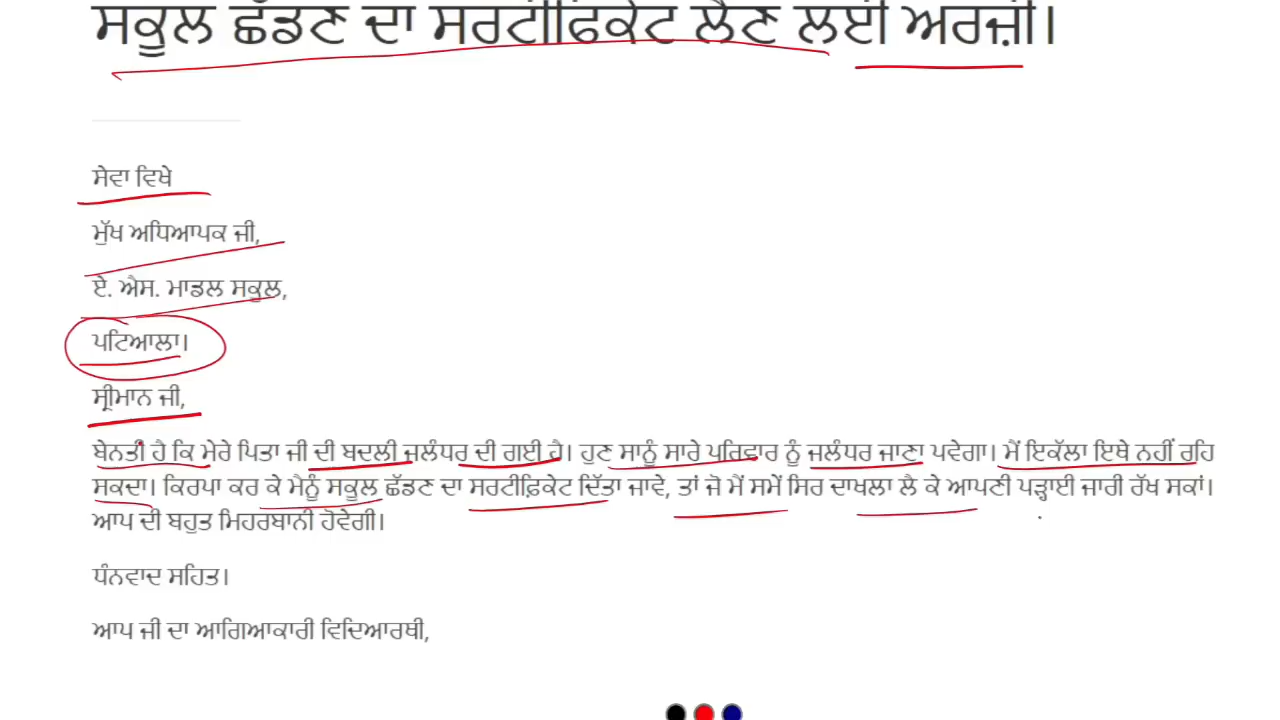 ਸਕੂਲ ਛੱਡਣ ਦਾ ਸਰਟੀਫਿਕੇਟ ਲੈਣ ਲਈ ਅਰਜ਼ੀ।
ਸੇਵਾ ਵਿਖੇ
ਮੁੱਖ ਅਧਿਆਪਕ ਜੀ,
ਏ. ਐਸ. ਮਾਡਲ ਸਕੂਲ,
ਪਟਿਆਲਾ।
ਸ੍ਰੀਮਾਨ ਜੀ,
ਬੇਨਤੀ ਹੈ ਕਿ ਮੇਰੇ ਪਿਤਾ ਜੀ ਦੀ ਬਦਲੀ ਜਲੰਧਰ ਦੀ ਗਈ ਹੈ। ਹੁਣ ਸਾਨੂੰ ਸਾਰੇ ਪਰਿਵਾਰ ਨੂੰ ਜਲੰਧਰ ਜਾਣਾ ਪਵੇਗਾ। ਮੈਂ ਇਕੱਲਾ ਇਥੇ ਨਹੀਂ ਰਹਿ
ਸਕਦਾ। ਕਿਰਪਾ ਕਰ ਕੇ ਮੈਨੂੰ ਸਕੂਲ ਛੱਡਣ ਦਾ ਸਰਟੀਫ਼ਿਕੇਟ ਦਿੱਤਾ ਜਾਵੇ, ਤਾਂ ਜੋ ਮੈਂ ਸਮੇਂ ਸਿਰ ਦਾਖਲਾ ਲੈ ਕੇ ਆਪਣੀ ਪੜ੍ਹਾਈ ਜਾਰੀ ਰੱਖ ਸਕਾਂ।
ਆਪ ਦੀ ਬਹੁਤ ਮਿਹਰਬਾਨੀ ਹੋਵੇਗੀ।
ਧੰਨਵਾਦ ਸਹਿਤ।
ਆਪ ਜੀ ਦਾ ਆਗਿਆਕਾਰੀ ਵਿਦਿਆਰਥੀ,